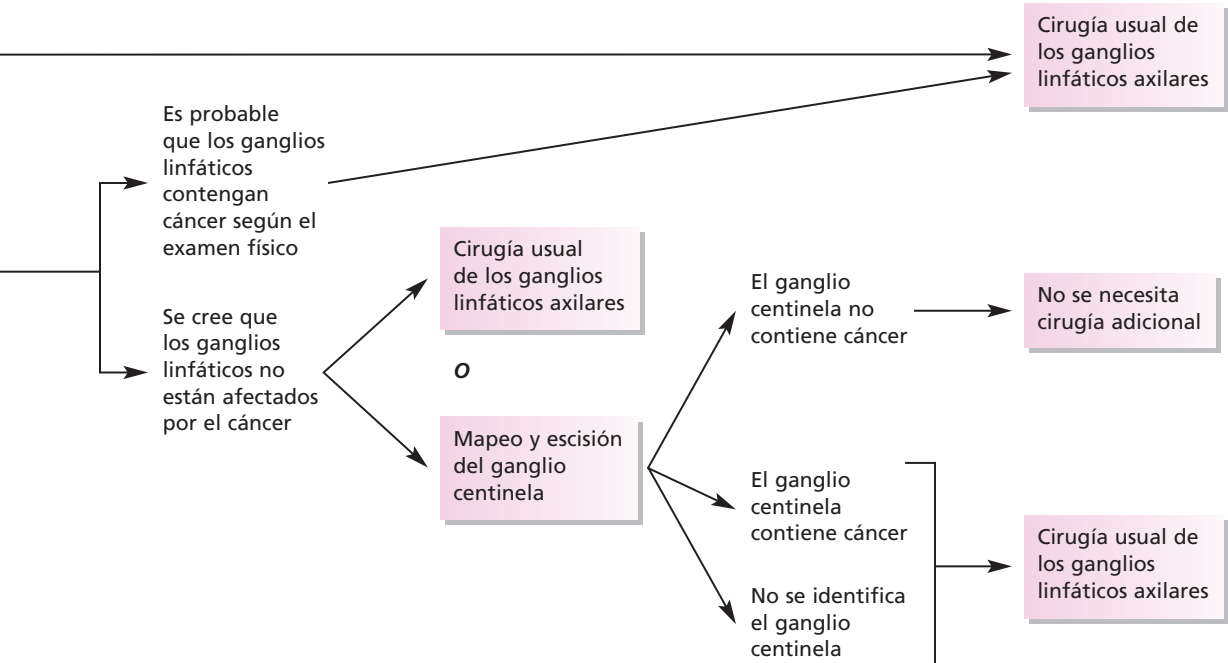 Cirugía usual de
los ganglios
linfáticos axilares
Es probable
que los ganglios
linfáticos
contengan
cáncer según el
examen físico
Se cree que
los ganglios
linfáticos no
están afectados
por el cáncer
Cirugía usual
de los ganglios
linfáticos axilares
O
Mapeo y escisión
del ganglio
centinela
El ganglio
centinela no
contiene cáncer
No se necesita
cirugía adicional
El ganglio
centinela
contiene cáncer
No se identifica
el ganglio
centinela
Cirugía usual de
los ganglios
linfáticos axilares